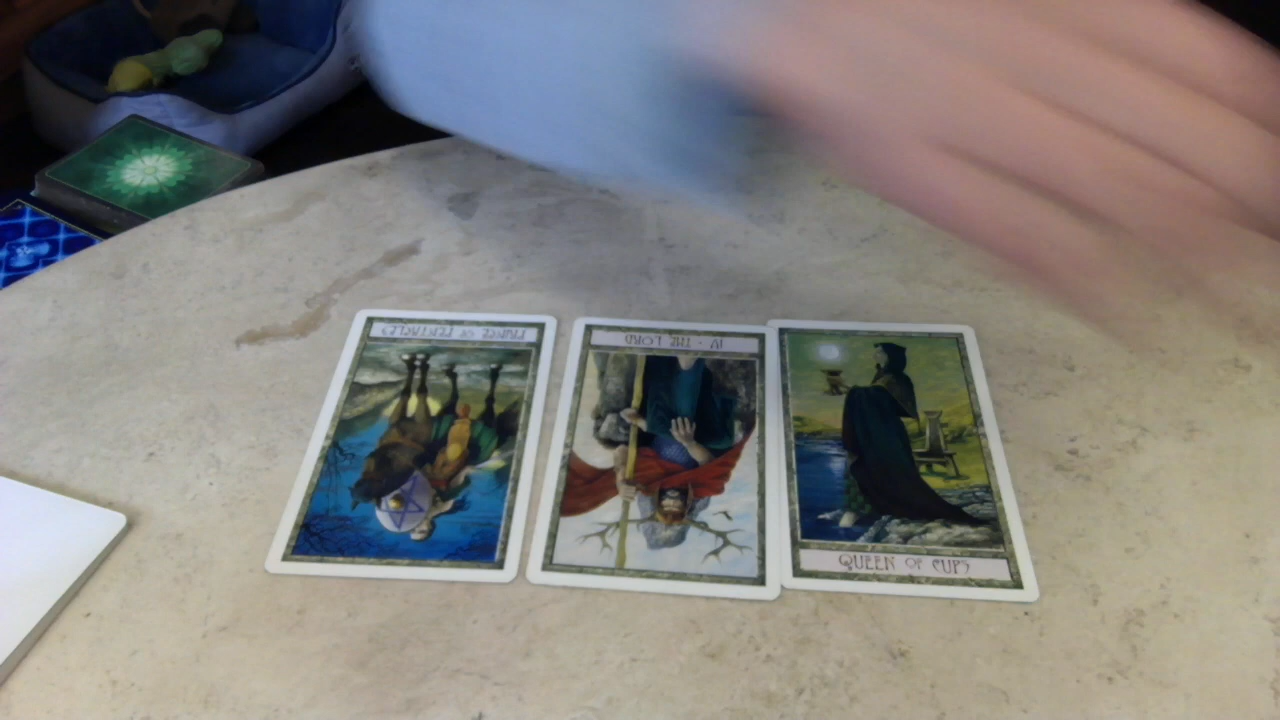 PRINCE OF PENTACLES
IV · THE LORD
QUEEN OF CUPS